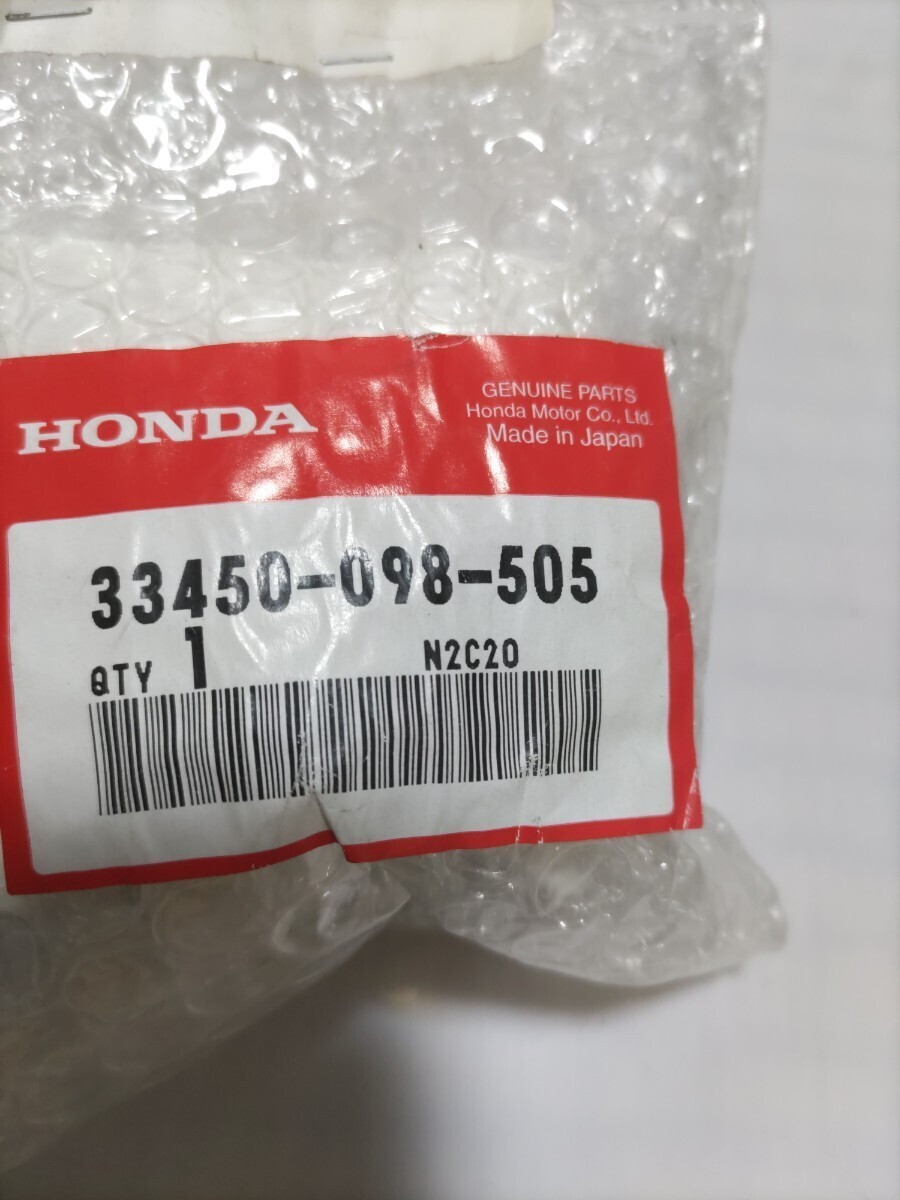 HONDA
GENUINE PARTS
Honda Motor Co., Ltd.
Made in Japan
33450-098-505
QTY 1 N2C20